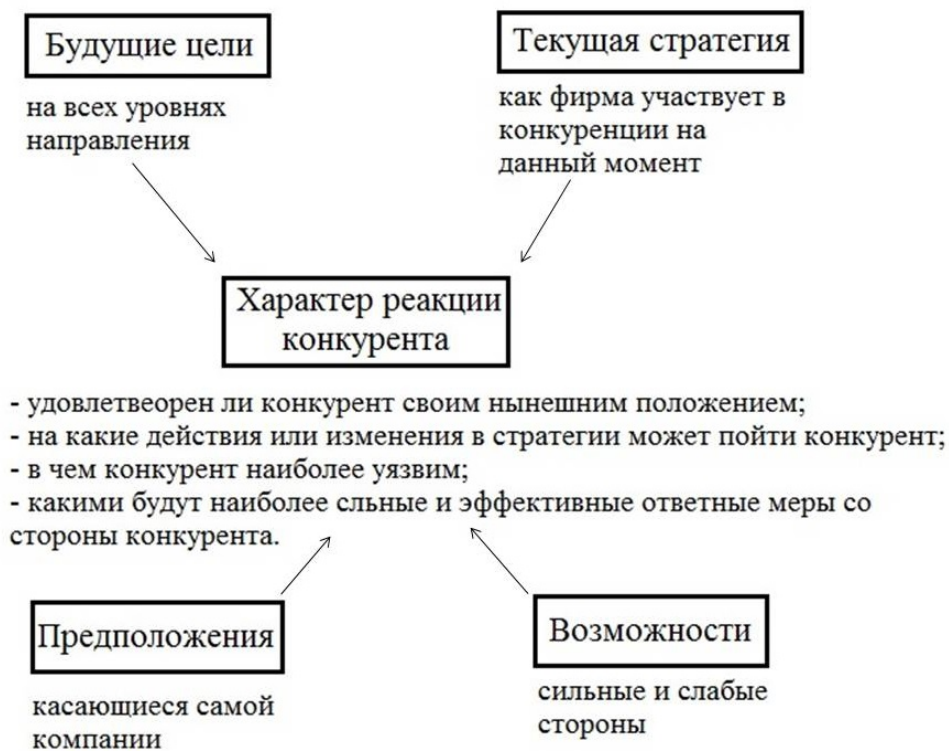 Будущие цели
на всех уровнях
направления
Текущая стратегия
как фирма участвует в
конкуренции на
данный момент
Характер реакции
конкурента
- удовлетвеорен ли конкурент своим нынешним положением;
- на какие действия или изменения в стратегии может пойти конкурент;
- в чем конкурент наиболее уязвим;
- какими будут наиболее сльные и эффективные ответные меры со
стороны конкурента.
Предположения
касающиеся самой
компании
Возможности
сильные и слабые
стороны